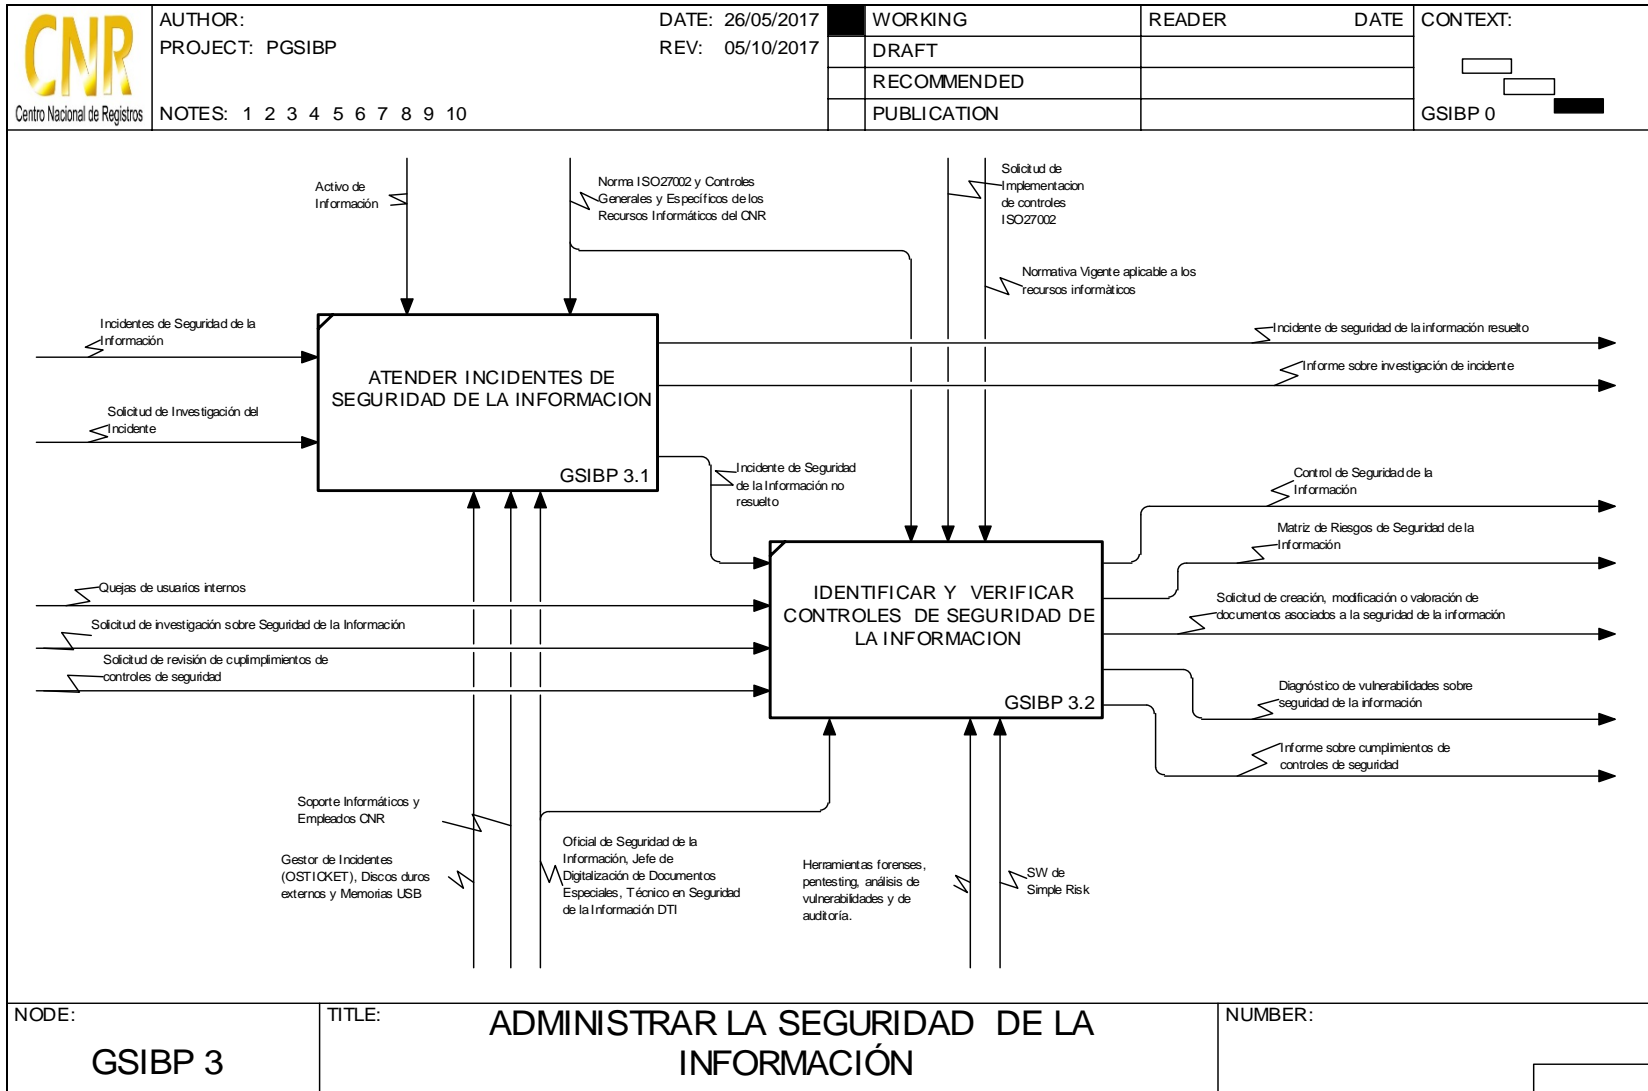 CNR
Centro Nacional de Registros
AUTHOR:
DATE: 26/05/2017
PROJECT: PGSIBP
REV: 05/10/2017
NOTES: 1 2 3 4 5 6 7 8 9 10
WORKING
DRAFT
RECOMMENDED
PUBLICATION
READER
DATE
CONTEXT:
GSIBP 0
Activo de
Información
Norma ISO27002 y Controles
Generales y Específicos de los
Recursos Informáticos del CNR
Solicitud de
Implementacion
de controles
ISO27002
Normativa Vigente aplicable a los
recursos informàticos
Incidentes de Seguridad de la
Información
Solicitud de Investigación del
Incidente
ATENDER INCIDENTES DE
SEGURIDAD DE LA INFORMACION
GSIBP 3.1
Incidente de seguridad de la información resuelto
Informe sobre investigación de incidente
Incidente de Seguridad
de la Información no
resuelto
Quejas de usuarios internos
Solicitud de investigación sobre Seguridad de la Información
Solicitud de revisión de cuplimplimientos de
controles de seguridad
IDENTIFICAR Y VERIFICAR
CONTROLES DE SEGURIDAD DE
LA INFORMACION
GSIBP 3.2
Control de Seguridad de la
Información
Matriz de Riesgos de Seguridad de la
Información
Solicitud de creación, modificación o valoración de
documentos asociados a la seguridad de la información
Diagnóstico de vulnerabilidades sobre
seguridad de la información
Informe sobre cumplimientos de
controles de seguridad
Soporte Informáticos y
Empleados CNR
Gestor de Incidentes
(OSTICKET), Discos duros
externos y Memorias USB
Oficial de Seguridad de la
Información, Jefe de
Digitalización de Documentos
Especiales, Técnico en Seguridad
de la Información DTI
Herramientas forenses,
pentesting, análisis de
vulnerabilidades y de
auditoría.
SW de
Simple Risk
NODE:
GSIBP 3
TITLE:
ADMINISTRAR LA SEGURIDAD DE LA
INFORMACIÓN
NUMBER: